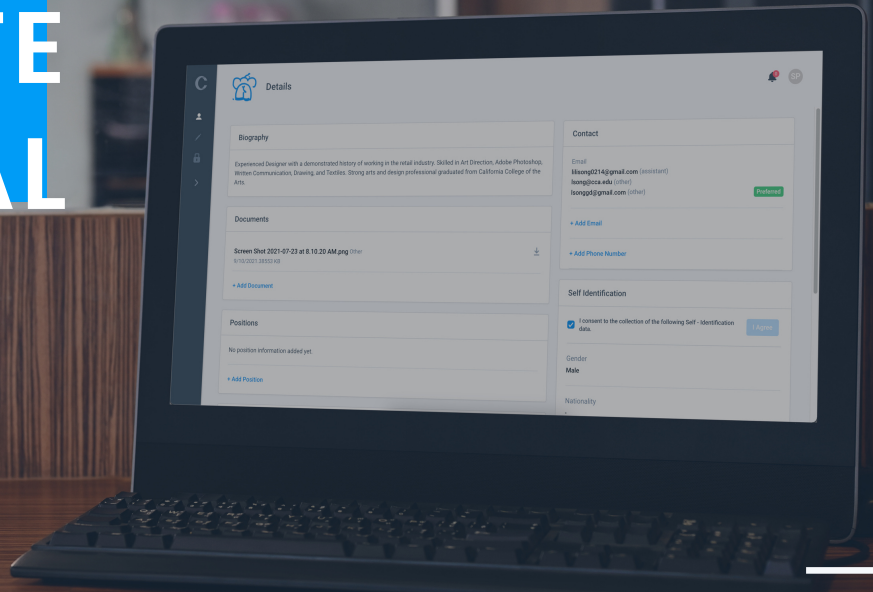 TE
AL
C
Details
8
SP
Biography
Experienced Designer with a demonstrated history of working in the retail industry. Skilled in Art Direction, Adobe Photoshop,
Written Communication, Drawing, and Textiles. Strong arts and design professional graduated from California College of the
Arts.
Documents
Screen Shot 2021-07-23 at 8.10.20 AM.png Other
+ Add Document
Positions
No position information added yet.
+ Add Position
Contact
Email
lilisong0214@gmail.com (assistant)
lsong@cca.edu (other)
lsonggd@gmail.com (other)
Preferred
+ Add Email
+ Add Phone Number
Self Identification
I consent to the collection of the following Self - Identification
data.
I Agree
Gender
Male
Nationality